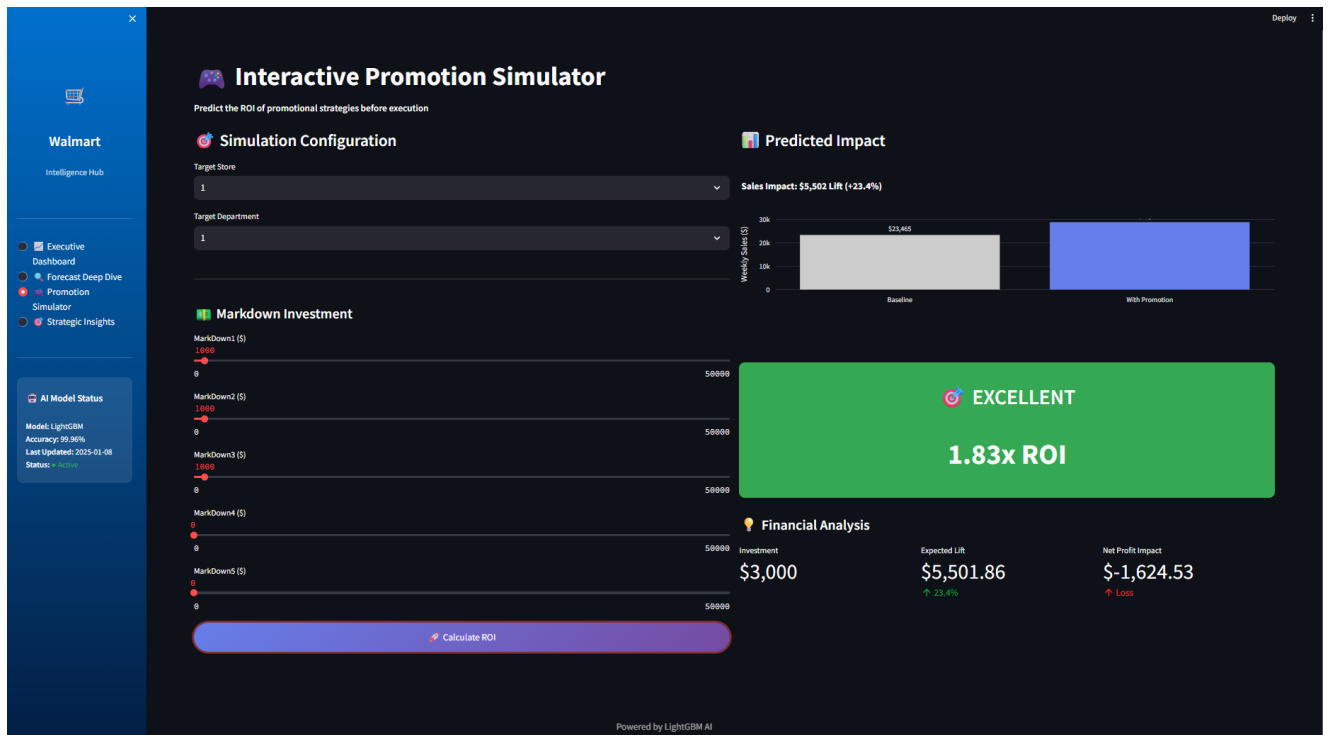 Deploy
Walmart
Intelligence Hub
Executive
Dashboard
Forecast Deep Dive
Promotion
Simulator
Strategic Insights
AI Model Status
Model: LightGBM
Accuracy: 99.96%
Last Updated: 2025-01-08
Status: Active
Interactive Promotion Simulator
Predict the ROI of promotional strategies before execution
Simulation Configuration
Target Store
1
Target Department
1
Markdown Investment
MarkDown1 ($)
1000
0 50000
MarkDown2 ($)
1000
0 50000
MarkDown3 ($)
1000
0 50000
MarkDown4 ($)
0
0 50000
MarkDown5 ($)
0
0 50000
Calculate ROI
Predicted Impact
Sales Impact: $5,502 Lift (+23.4%)
Weekly Sales ($)
30k
20k
10k
0
$23,465
Baseline With Promotion
EXCELLENT
1.83x ROI
Financial Analysis
Investment Expected Lift Net Profit Impact
$3,000 $5,501.86 $-1,624.53
↑ 23.4% ↑ Loss
Powered by LightGBM AI